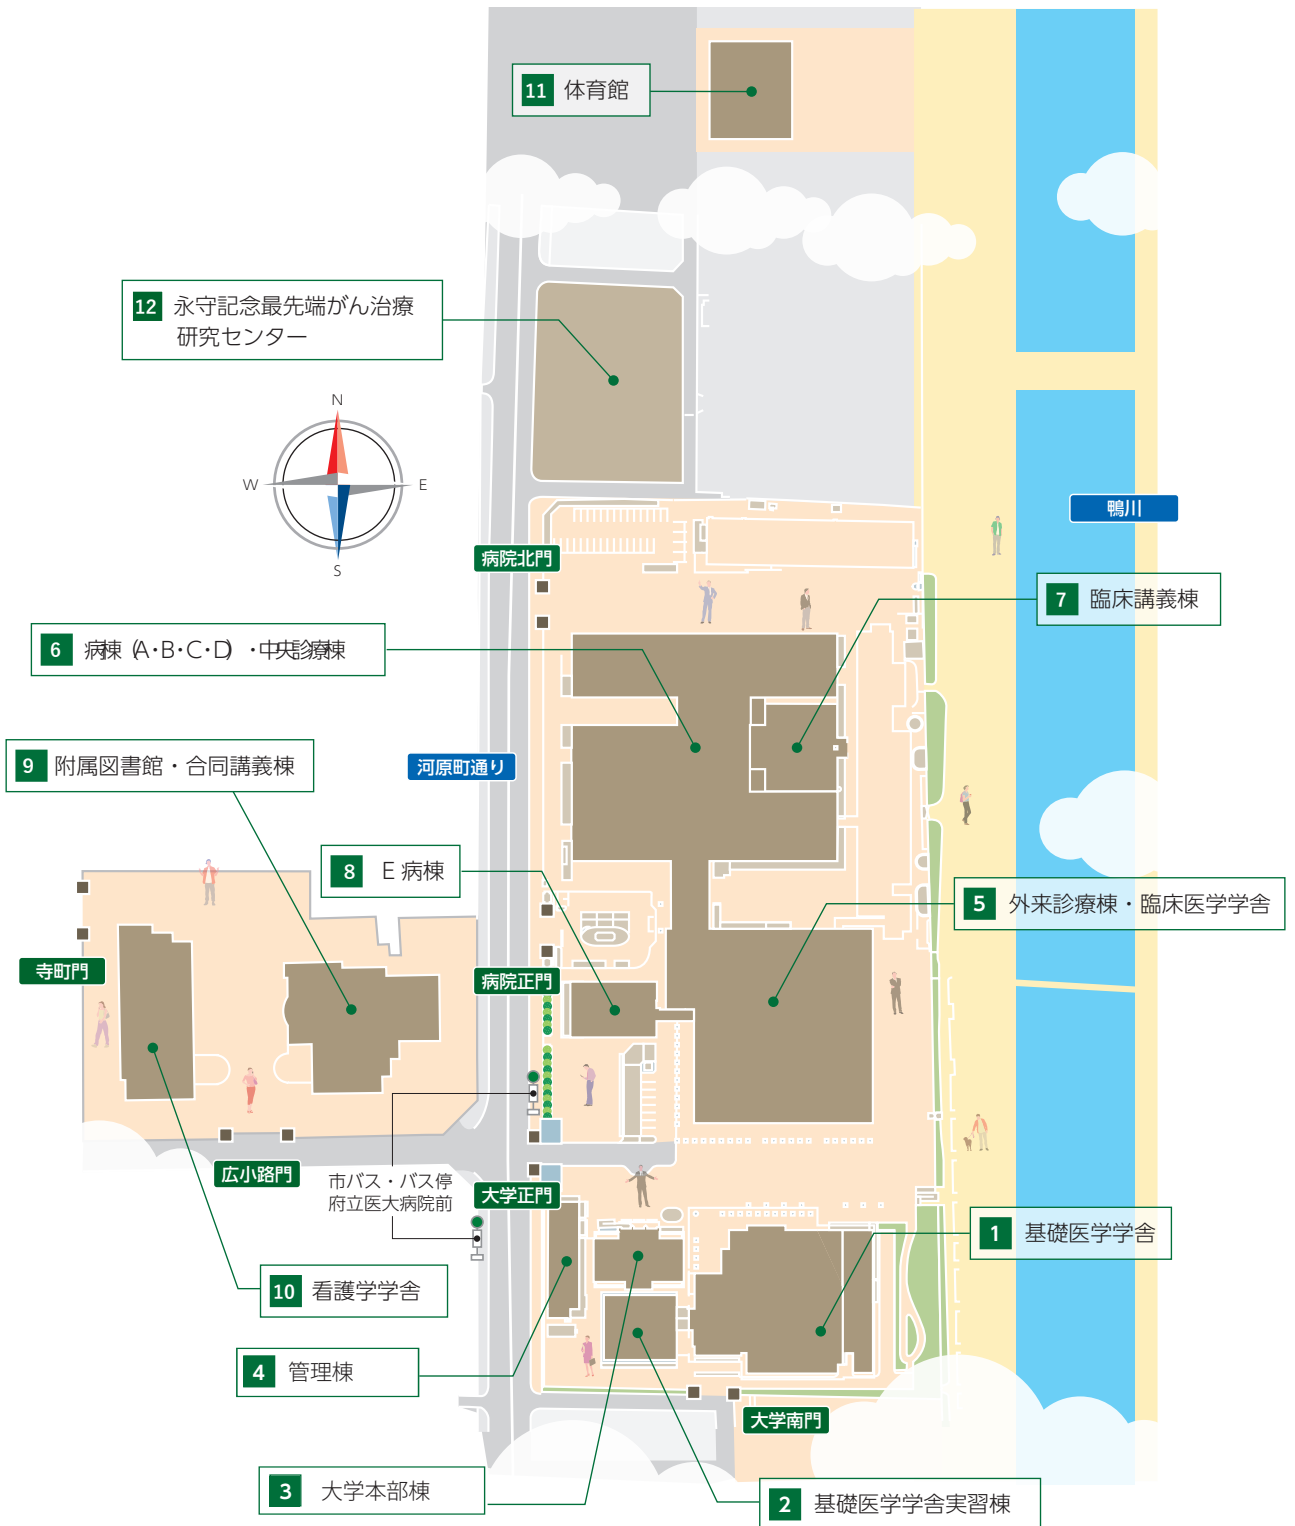 11 体育館
12 永守記念最先端がん治療
研究センター
N
W
E
S
鴨川
病院北門
7 臨床講義棟
6 病棟(A・B・C・D)・中央診療棟
9 附属図書館・合同講義棟
河原町通り
8 E病棟
5 外来診療棟・臨床医学学舎
寺町門
病院正門
広小路門
市バス・バス停
府立医大病院前
大学正門
1 基礎医学学舎
10 看護学学舎
4 管理棟
大学南門
3 大学本部棟
2 基礎医学学舎実習棟